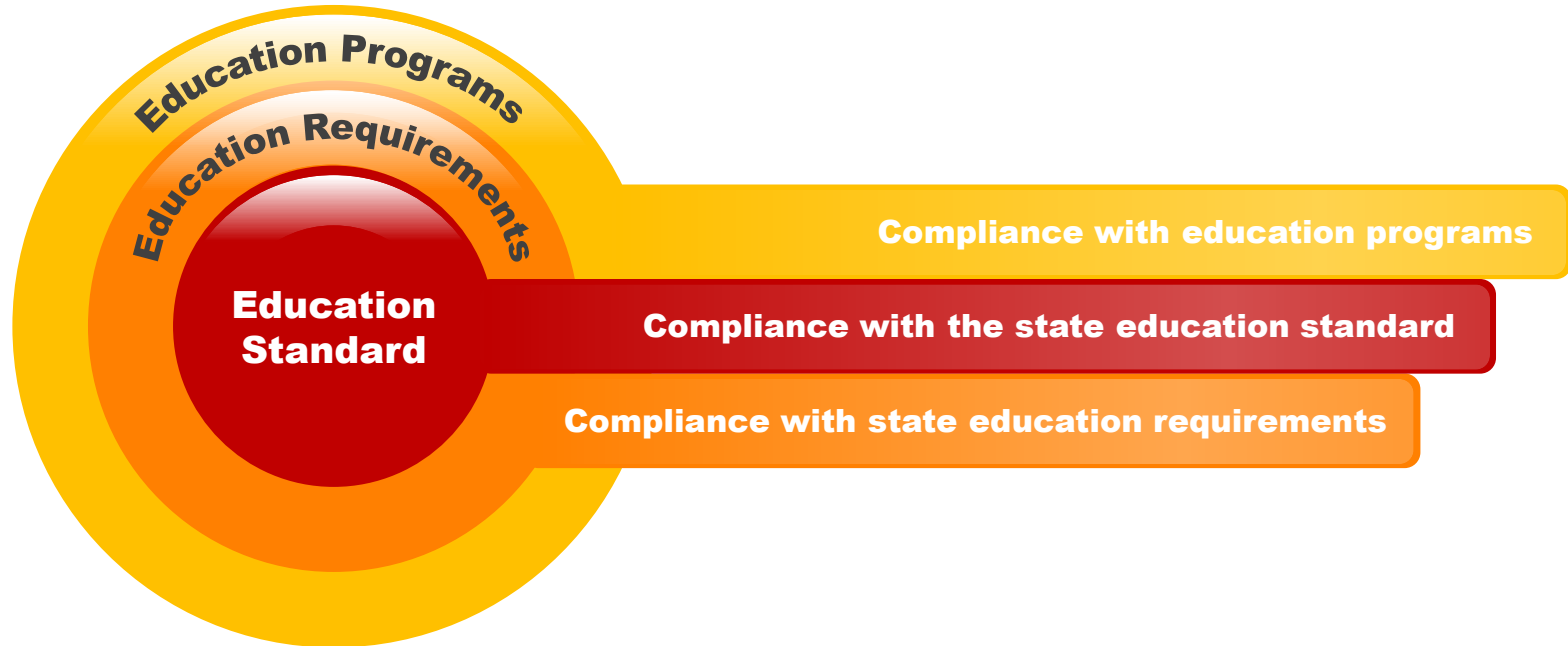 Education Programs
Education Requirements
Education
Standard
Compliance with education programs
Compliance with the state education standard
Compliance with state education requirements